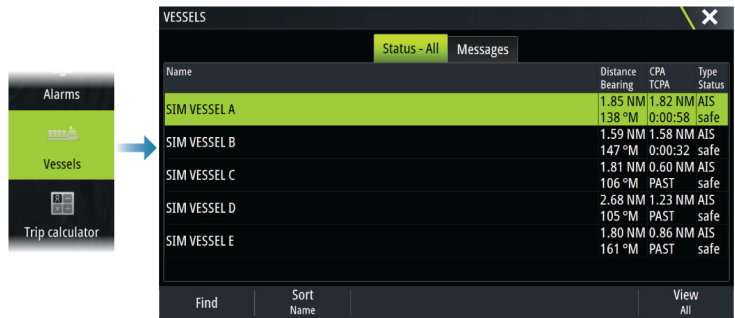 Alarms
Vessels
Trip calculator
VESSELS
Status - All Messages
Name Distance CPA Type
Bearing TCPA Status
SIM VESSEL A 1.85 NM 1.82 NM AIS
138 °M 0:00:58 safe
SIM VESSEL B 1.59 NM 1.58 NM AIS
147 °M 0:00:32 safe
SIM VESSEL C 1.81 NM 0.60 NM AIS
106 °M PAST safe
SIM VESSEL D 2.68 NM 1.23 NM AIS
105 °M PAST safe
SIM VESSEL E 1.80 NM 0.86 NM AIS
161 °M PAST safe
Find Sort View
Name All